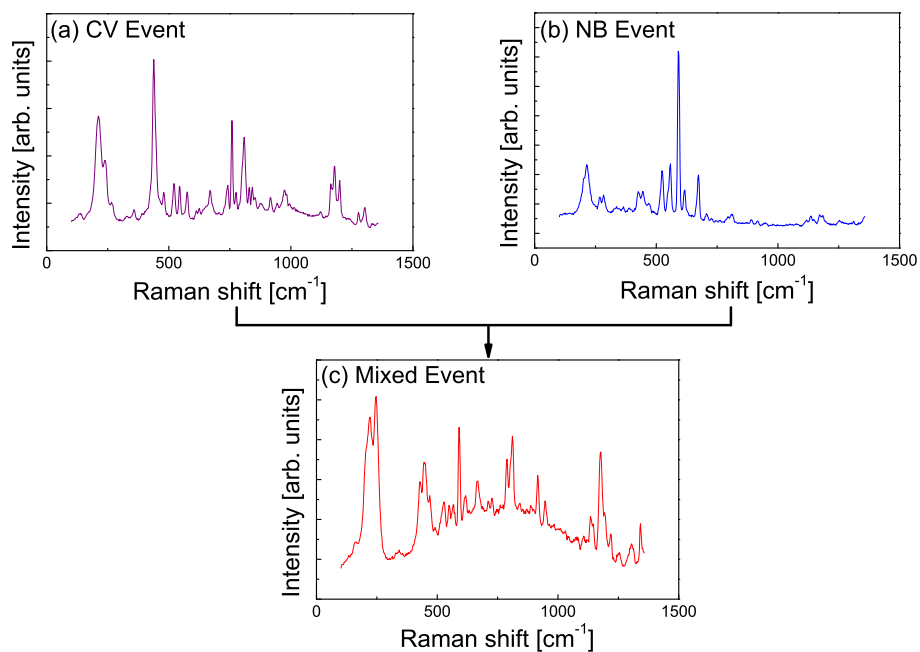 (a) CV Event
Intensity [arb. units]
0 500 1000 1500
Raman shift [cm⁻¹]
(b) NB Event
Intensity [arb. units]
0 500 1000 1500
Raman shift [cm⁻¹]
(c) Mixed Event
Intensity [arb. units]
0 500 1000 1500
Raman shift [cm⁻¹]